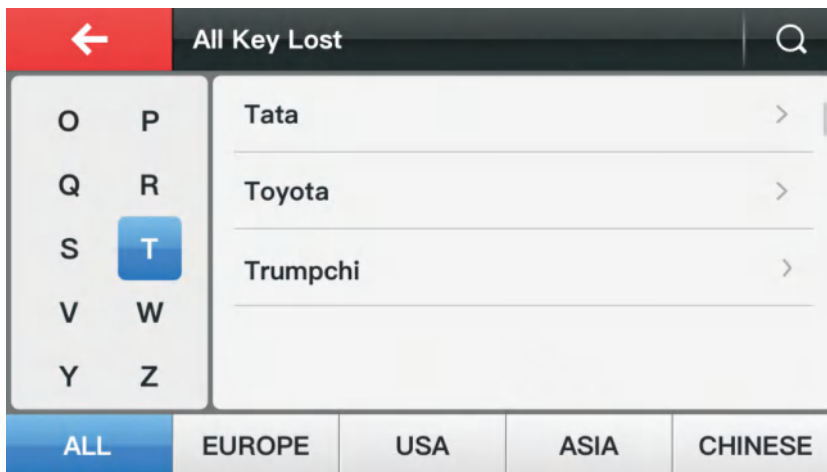 All Key Lost
O P
Q R
S T
V W
Y Z
Tata
Toyota
Trumpchi
ALL EUROPE USA ASIA CHINESE